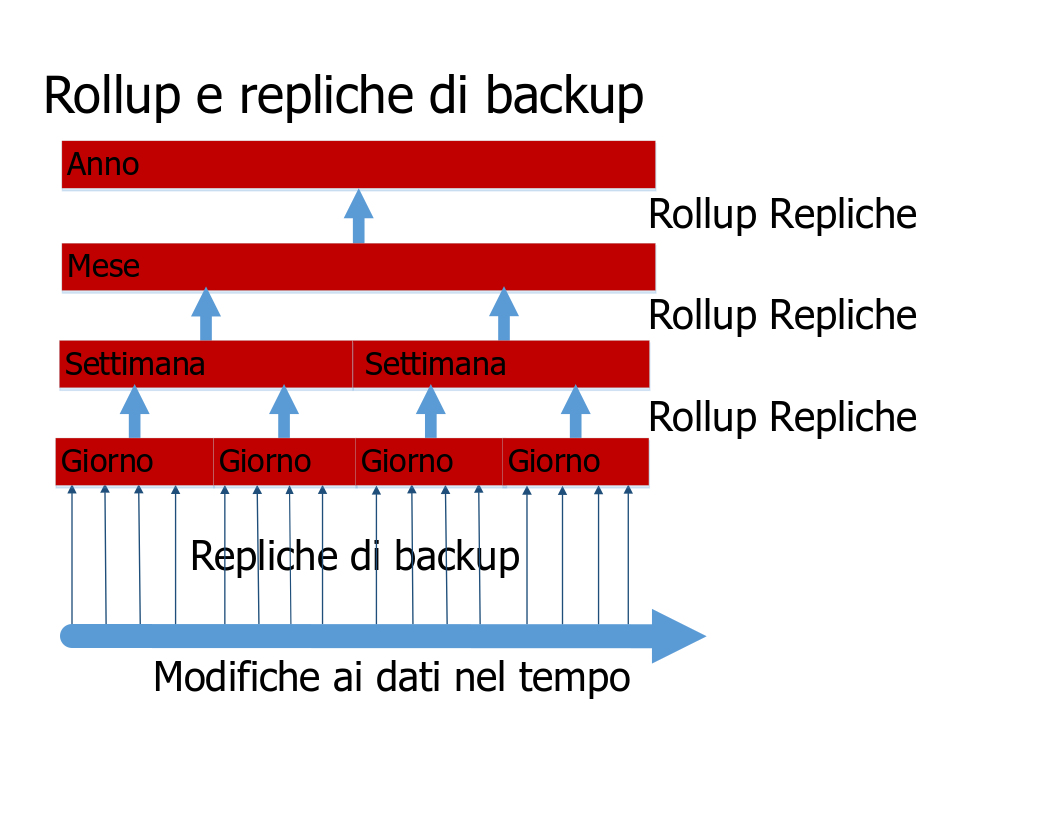 Rollup e repliche di backup
Anno
Rollup Repliche
Mese
Rollup Repliche
Settimana Settimana
Rollup Repliche
Giorno Giorno Giorno Giorno
Repliche di backup
Modifiche ai dati nel tempo